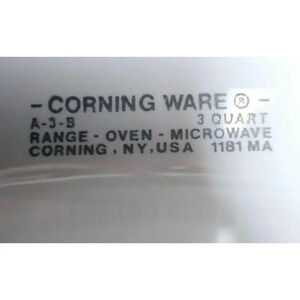 - CORNING WARE ® -
A-3-B 3 QUART
RANGE - OVEN - MICROWAVE
CORNING, NY, USA 1181 MA